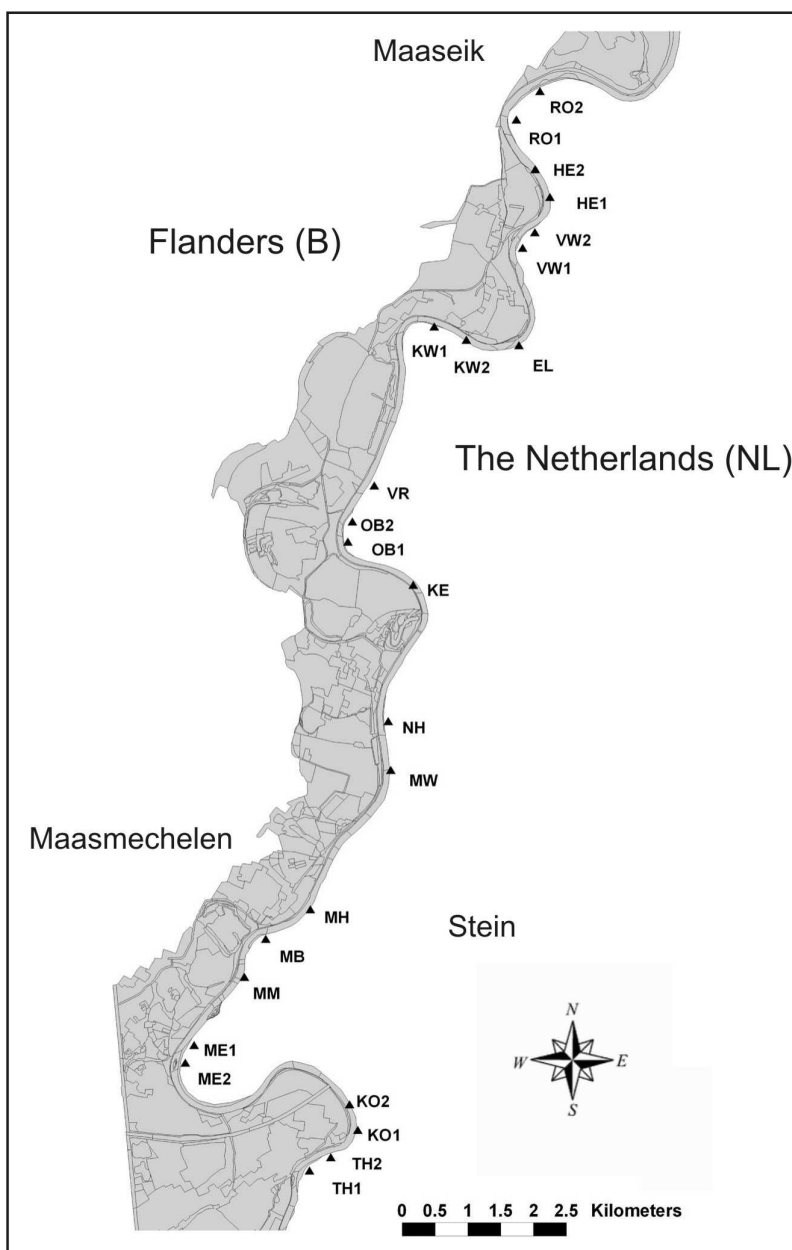 Maaseik
RO2
RO1
HE2
HE1
Flanders (B)
VW2
VW1
KW1
KW2
EL
The Netherlands (NL)
VR
OB2
OB1
KE
NH
MW
Maasmechelen
MH
Stein
MB
MM
N
ME1
W E
ME2
S
KO2
KO1
TH2
TH1
0 0.5 1 1.5 2 2.5 Kilometers